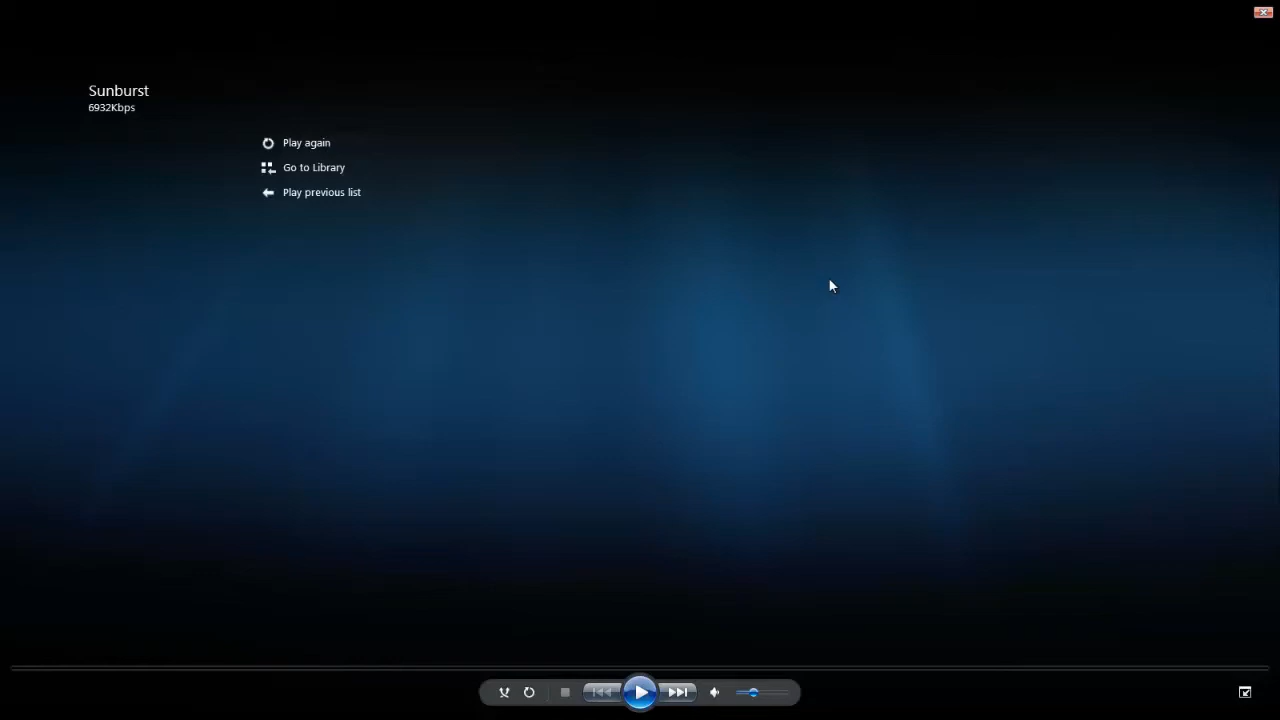 Sunburst
6932Kbps
Play again
Go to Library
Play previous list